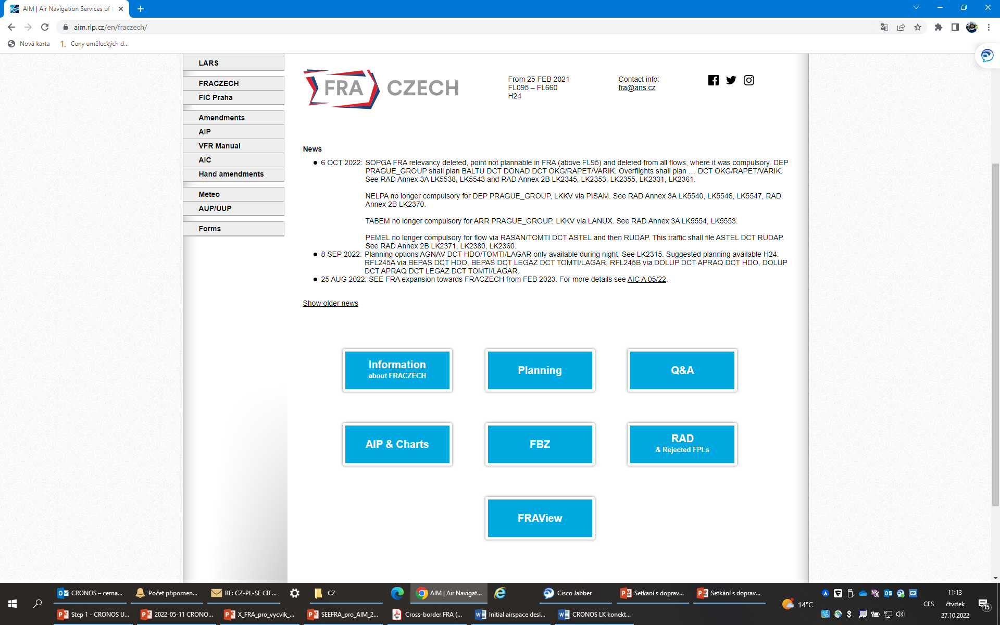 AIM | Air Navigation Services of t
aim.rlp.cz/en/fraczech/
Nová karta
1. Ceny uměleckých d...
LARS
FRACZECH
FIC Praha
Amendments
AIP
VFR Manual
AIC
Hand amendments
Meteo
AUP/UUP
Forms
FRA CZECH
From 25 FEB 2021
FL095 – FL660
H24
Contact info:
fra@ans.cz
News
6 OCT 2022: SOPGA FRA relevancy deleted, point not plannable in FRA (above FL95) and deleted from all flows, where it was compulsory. DEP
PRAGUE_GROUP shall plan BALTU DCT DONAD DCT OKG/RAPET/VARIK. Overflights shall plan … DCT OKG/RAPET/VARIK.
See RAD Annex 3A LK5538, LK5543 and RAD Annex 2B LK2345, LK2353, LK2355, LK2331, LK2361.
NELPA no longer compulsory for DEP PRAGUE_GROUP, LKKV via PISAM. See RAD Annex 3A LK5540, LK5546, LK5547, RAD
Annex 2B LK2370.
TABEM no longer compulsory for ARR PRAGUE_GROUP, LKKV via LANUX. See RAD Annex 3A LK5554, LK5553.
PEMEL no longer compulsory for flow via RASAN/TOMTI DCT ASTEL and then RUDAP. This traffic shall file ASTEL DCT RUDAP.
See RAD Annex 2B LK2371, LK2380, LK2360.
8 SEP 2022: Planning options AGNAV DCT HDO/TOMTI/LAGAR only available during night. See LK2315. Suggested planning available H24:
RFL245A via BEPAS DCT HDO, BEPAS DCT LEGAZ DCT TOMTI/LAGAR; RFL245B via DOLUP DCT APRAQ DCT HDO, DOLUP
DCT APRAQ DCT LEGAZ DCT TOMTI/LAGAR.
25 AUG 2022: SEE FRA expansion towards FRACZECH from FEB 2023. For more details see AIC A 05/22.
Show older news
Information
about FRACZECH
Planning
Q&A
AIP & Charts
FBZ
RAD
& Rejected FPLs
FRAView
CRONOS – cerna...
Počet připomen...
RE: CZ-PL-SE CB ...
CZ
AIM | Air Navigat...
Cisco Jabber
Setkaní s doprav...
Setkání s doprav...
Step 1 - CRONOS U...
2022-05-11 CRONO...
X_FRA_pro_vycvik_...
SEEFRA_pro_AIM_2...
Cross-border FRA (...
Initial airspace desi...
CRONOS LK konekt...
14°C
CES
11:13
čtvrtek
27.10.2022
15